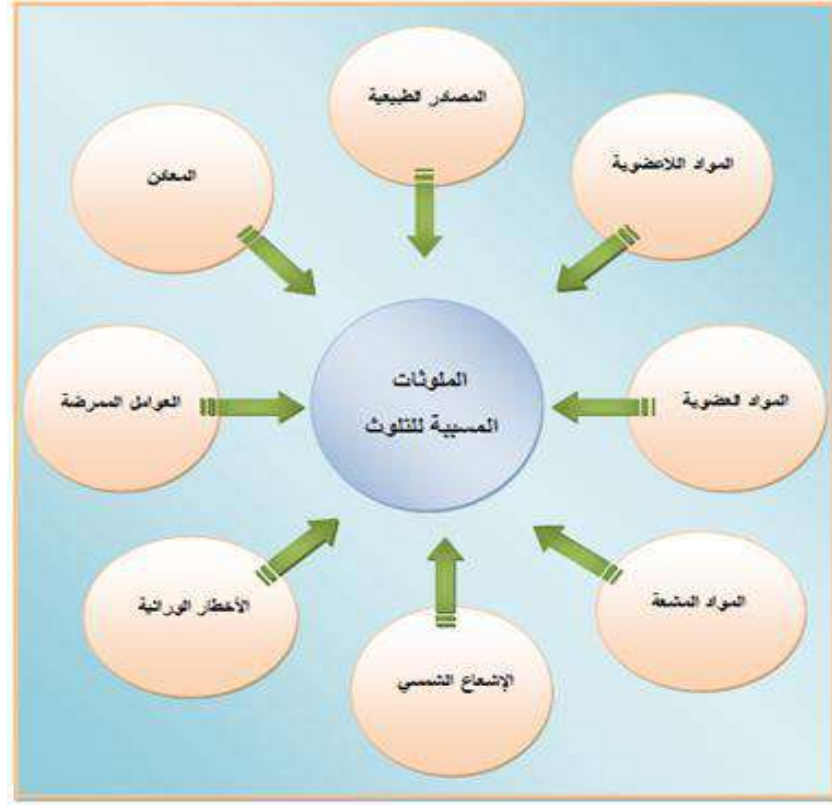 المصادر الطبيعية
المواد اللاعضوية
المعادن
الملوثات
المسببة للتلوث
المواد العضوية
العوامل الممرضة
المواد المشعة
الأخطار الوراثية
الإشعاع الشمسي